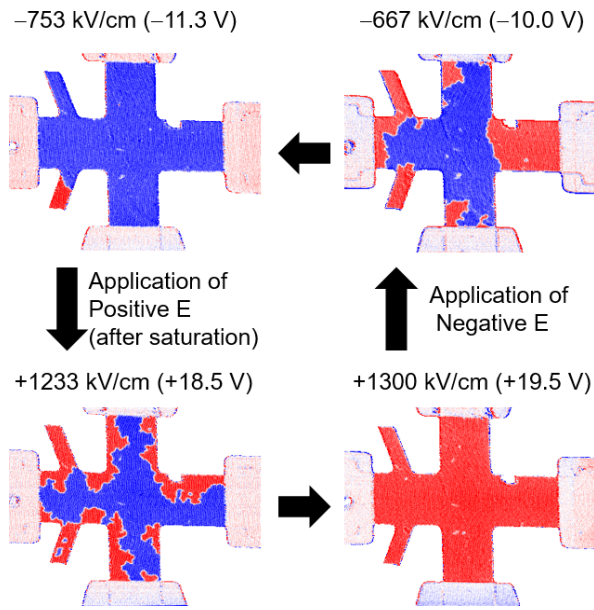 −753 kV/cm (−11.3 V)
−667 kV/cm (−10.0 V)
Application of
Positive E
(after saturation)
Application of
Negative E
+1233 kV/cm (+18.5 V)
+1300 kV/cm (+19.5 V)